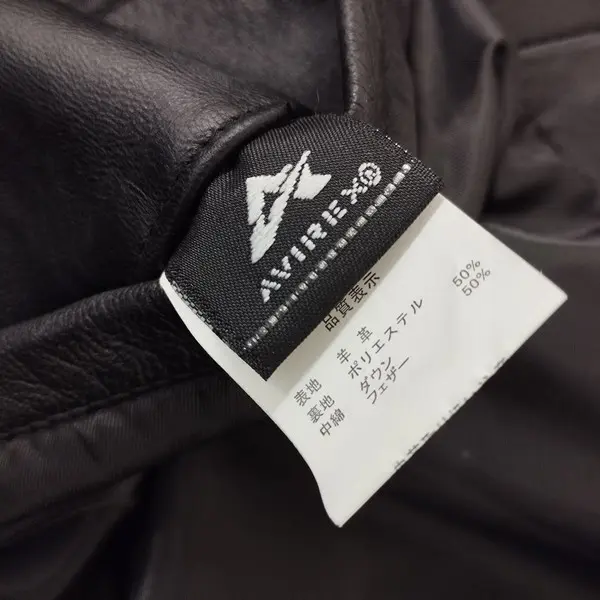 AVIREX®
品質表示
表地 羊革
裏地 ポリエステル
中綿 ダウン 50%
フェザー 50%